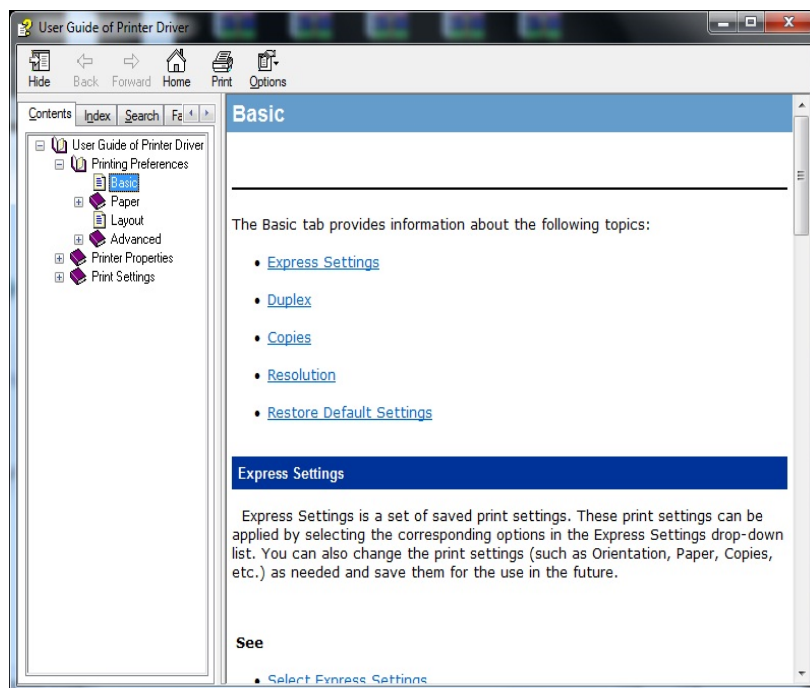 User Guide of Printer Driver
Hide Back Forward Home Print Options
Contents Index Search Fa
User Guide of Printer Driver
Printing Preferences
Basic
Paper
Layout
Advanced
Printer Properties
Print Settings
Basic
The Basic tab provides information about the following topics:
• Express Settings
• Duplex
• Copies
• Resolution
• Restore Default Settings
Express Settings
Express Settings is a set of saved print settings. These print settings can be
applied by selecting the corresponding options in the Express Settings drop-down
list. You can also change the print settings (such as Orientation, Paper, Copies,
etc.) as needed and save them for the use in the future.
See
• Select Express Settings